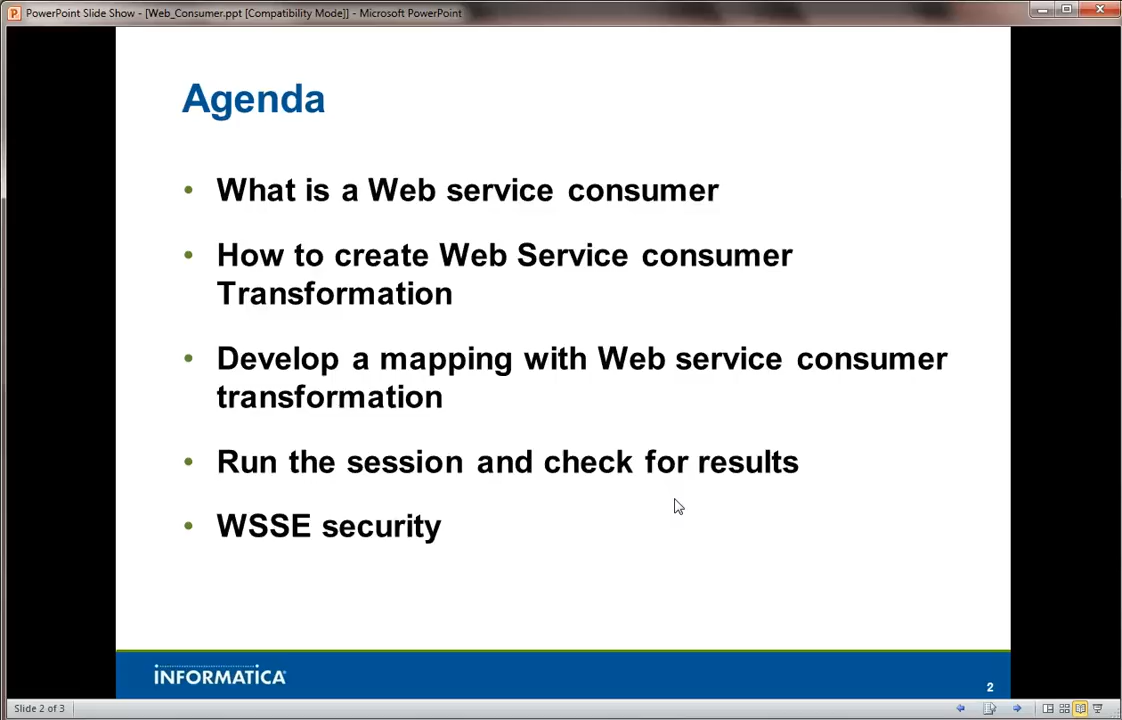 PowerPoint Slide Show - [Web_Consumer.ppt [Compatibility Mode]] - Microsoft PowerPoint
Agenda
• What is a Web service consumer
• How to create Web Service consumer
Transformation
• Develop a mapping with Web service consumer
transformation
• Run the session and check for results
• WSSE security
INFORMATICA
2
Slide 2 of 3